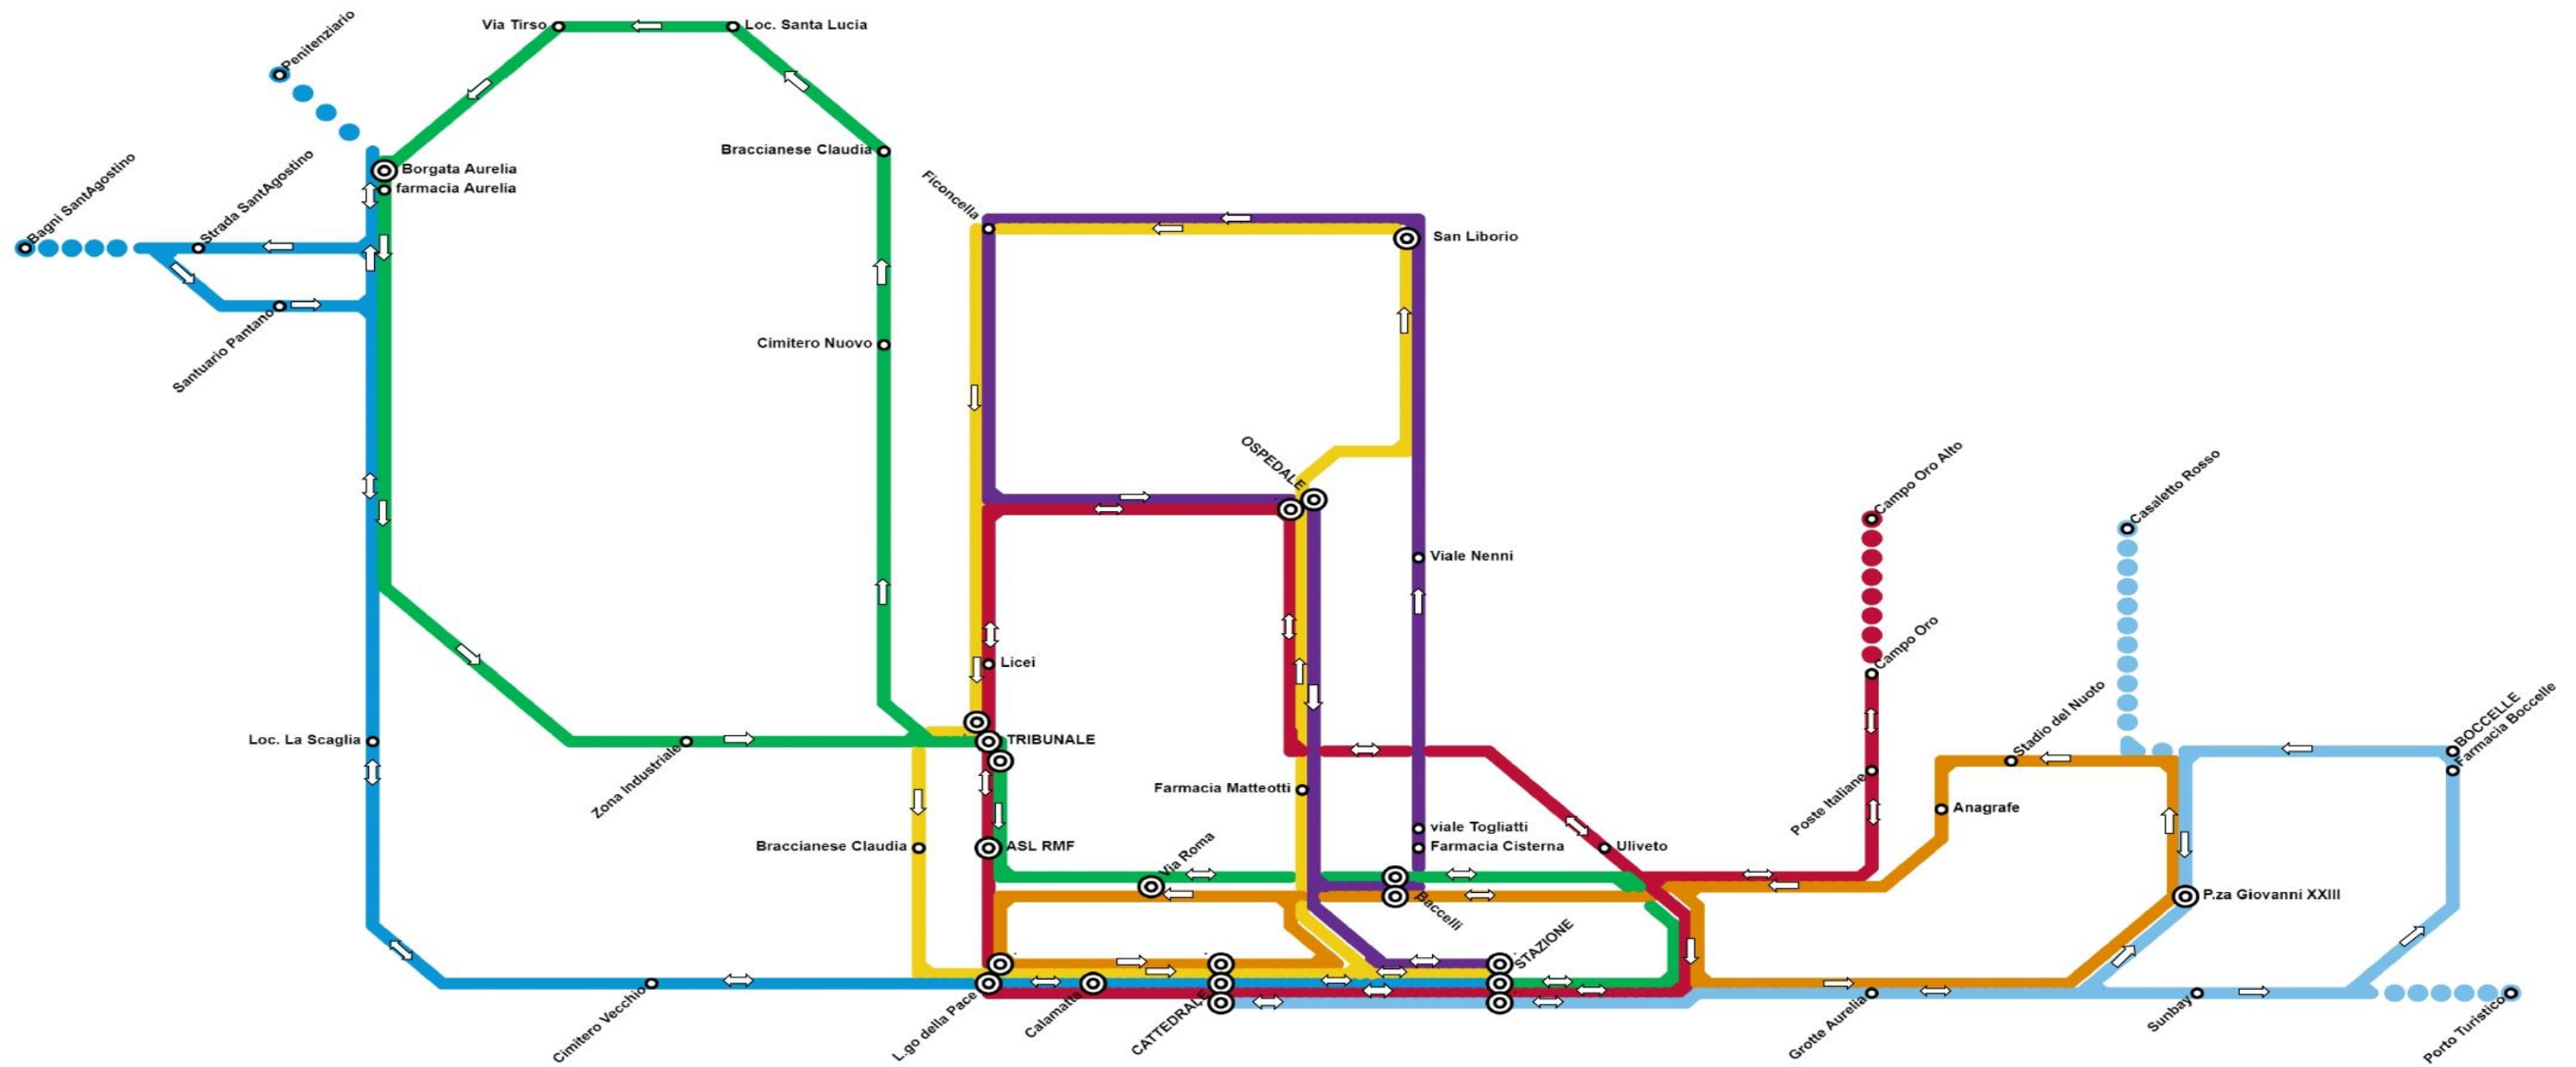 Penitenziario
Via Tirso
Loc. Santa Lucia
Bagni SantAgostino
Strada SantAgostino
Borgata Aurelia
farmacia Aurelia
Braccianese Claudia
Ficoncella
San Liborio
Santuario Pantano
Cimitero Nuovo
OSPEDALE
Campo Oro Alto
Casaletto Rosso
Viale Nenni
Licei
Campo Oro
Loc. La Scaglia
Zona Industriale
TRIBUNALE
Stadio del Nuoto
BOCCELLE
Farmacia Boccelle
Farmacia Matteotti
Poste Italiane
Anagrafe
Braccianese Claudia
ASL RMF
Via Roma
viale Togliatti
Farmacia Cisterna
Uliveto
Baccelli
P.za Giovanni XXIII
STAZIONE
Cimitero Vecchio
L.go della Pace
Calamatta
CATTEDRALE
Grotte Aurelia
Sunbay
Porto Turistico